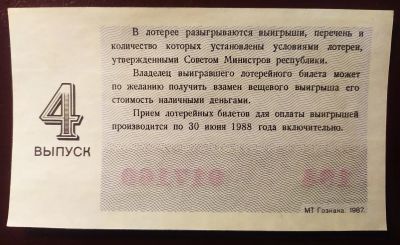 В лотерее разыгрываются выигрыши, перечень и
количество которых установлены условиями лотереи,
утвержденными Советом Министров республики.
Владелец выигравшего лотерейного билета может
по желанию получить взамен вещевого выигрыша его
стоимость наличными деньгами.
Прием лотерейных билетов для оплаты выигрышей
производится по 30 июня 1988 года включительно.
4
ВЫПУСК
МТ Гознака. 1987.